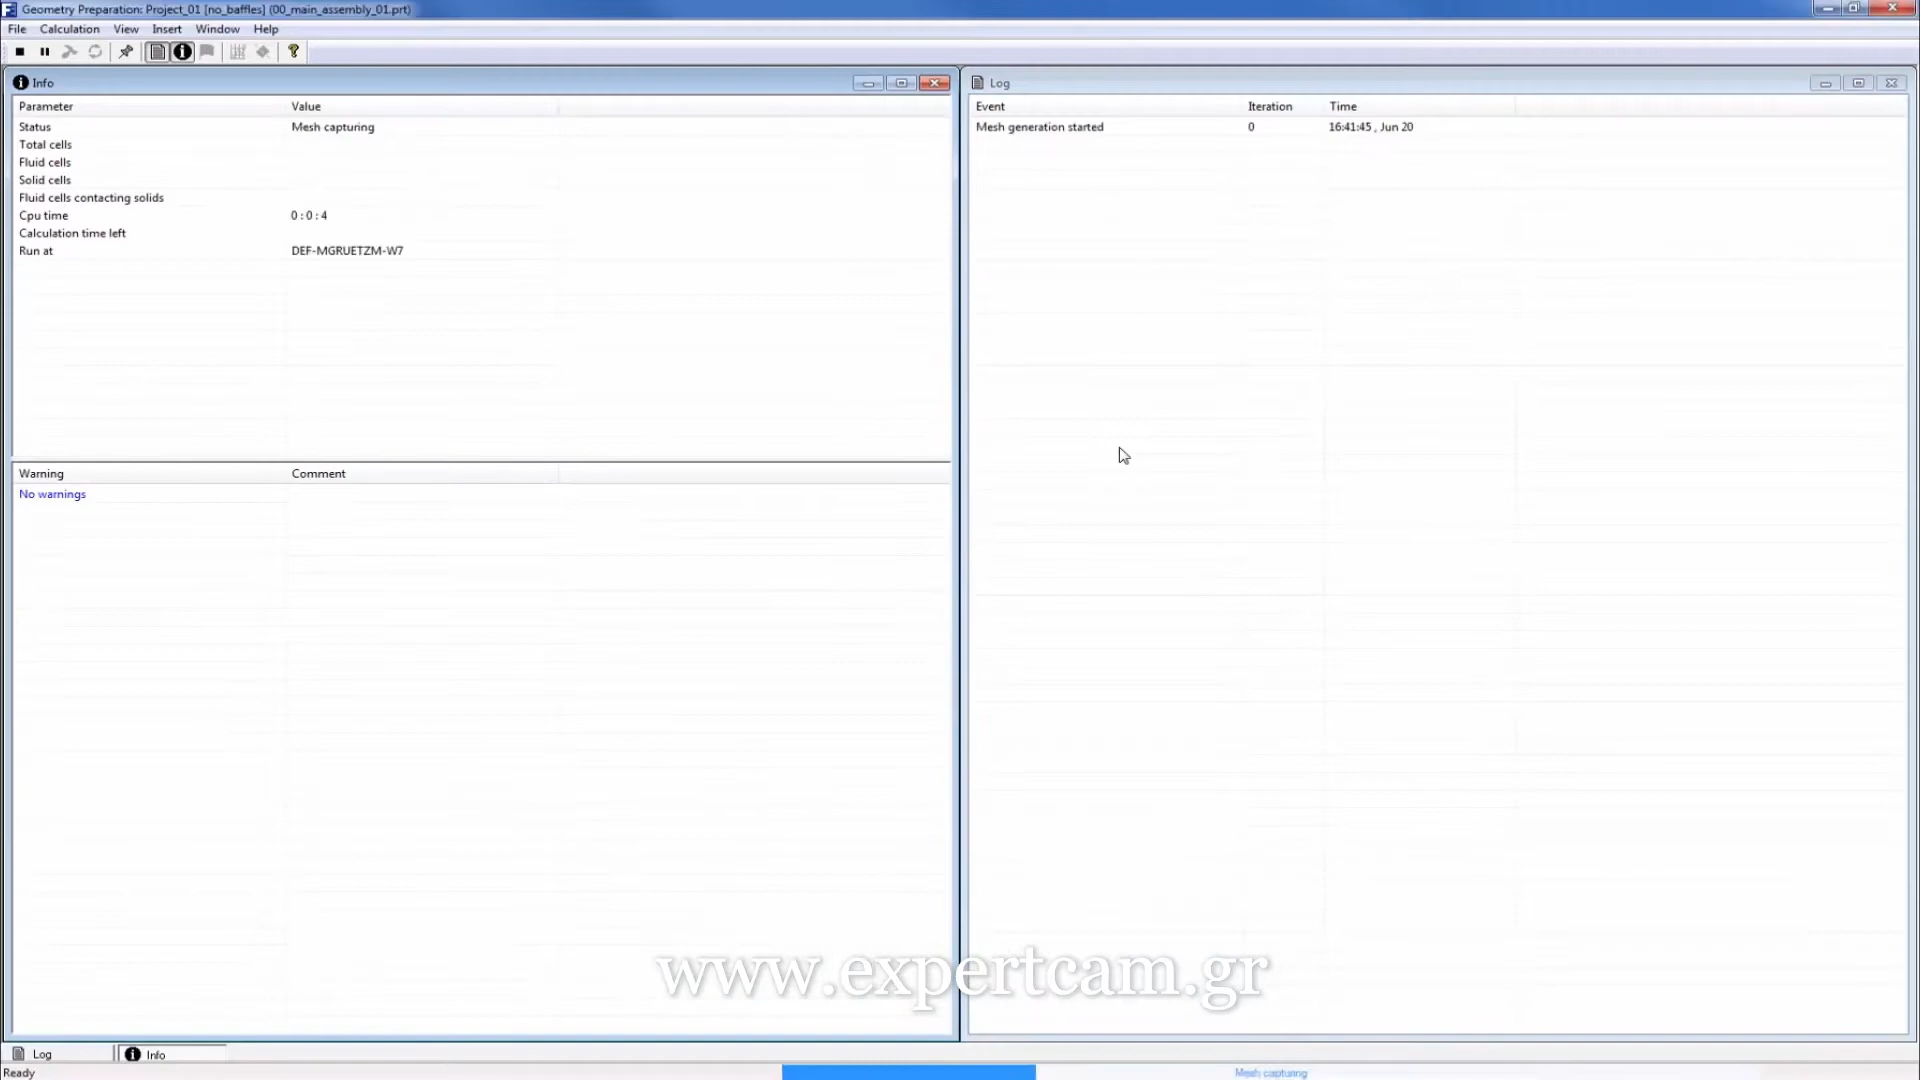 Geometry Preparation: Project_01 [no_baffles] (00_main_assembly_01.prt)
File Calculation View Insert Window Help
Info
Parameter Value
Status Mesh capturing
Total cells
Fluid cells
Solid cells
Fluid cells contacting solids
Cpu time 0 : 0 : 4
Calculation time left
Run at DEF-MGRUETZM-W7
Warning Comment
No warnings
Log
Event Iteration Time
Mesh generation started 0 16:41:45 , Jun 20
www.expertcam.gr
Log Info
Ready Mesh capturing